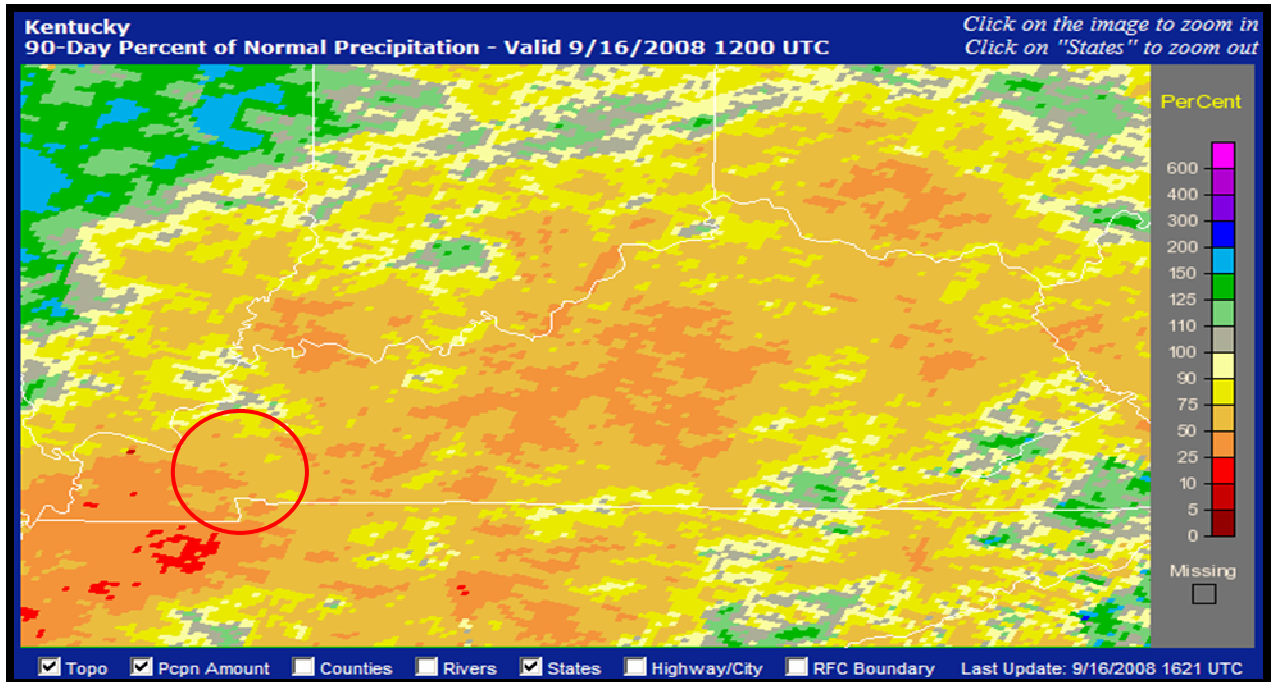 Kentucky
90-Day Percent of Normal Precipitation - Valid 9/16/2008 1200 UTC
Click on the image to zoom in
Click on "States" to zoom out
PerCent
600
400
300
200
150
125
110
100
90
75
50
25
10
5
0
Missing
Topo
Pcpn Amount
Counties
Rivers
States
Highway/City
RFC Boundary
Last Update: 9/16/2008 1621 UTC